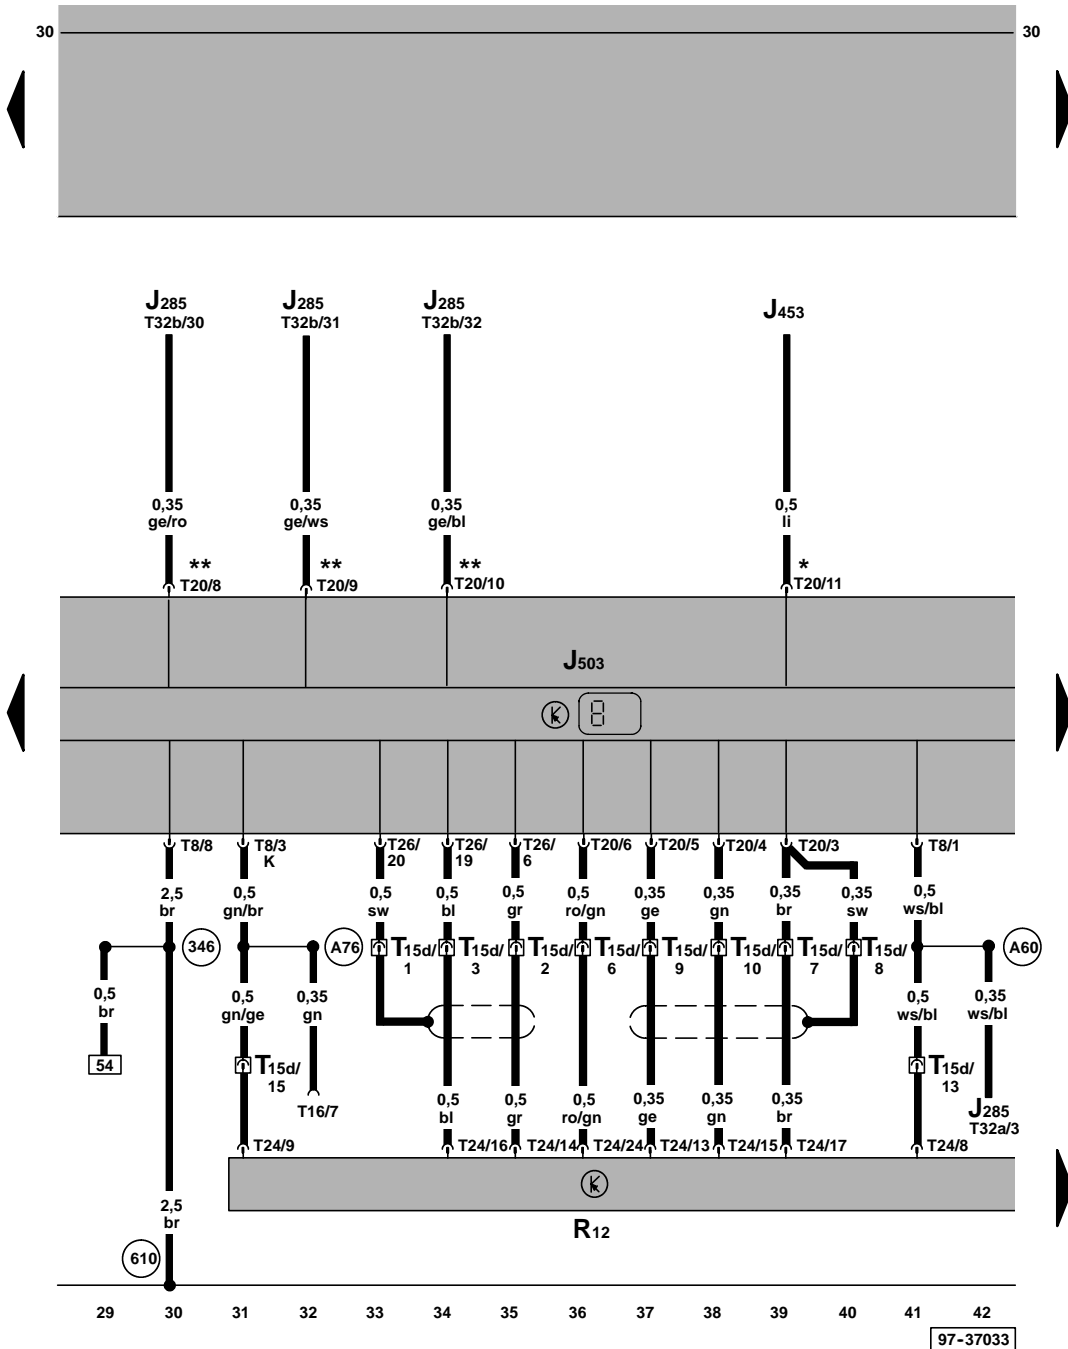 30 30
J285 J285 J285 J453
T32b/30 T32b/31 T32b/32
0,35 0,35 0,35 0,5
ge/ro ge/ws ge/bl li
** ** ** *
T20/8 T20/9 T20/10 T20/11
J503
T8/8 T8/3 T26/ T26/ T26/ T20/6 T20/5 T20/4 T20/3 T8/1
K 20 19 6
2,5 0,5 0,5 0,5 0,5 0,5 0,35 0,35 0,35 0,35 0,5
br gn/br sw bl gr ro/gn ge gn br sw ws/bl
346 A76 T15d/ T15d/ T15d/ T15d/ T15d/ T15d/ T15d/ T15d/ A60
1 3 2 6 9 10 7 8
0,5 0,5 0,35 0,5 0,35
br gn/ge gn ws/bl ws/bl
54 T15d/ T15d/
15 13
T16/7 0,5 0,5 0,5 0,35 0,35 0,35 J285
bl gr ro/gn ge gn br T32a/3
T24/9 T24/16 T24/14 T24/24 T24/13 T24/15 T24/17 T24/8
2,5
br
R12
610
29 30 31 32 33 34 35 36 37 38 39 40 41 42
97-37033